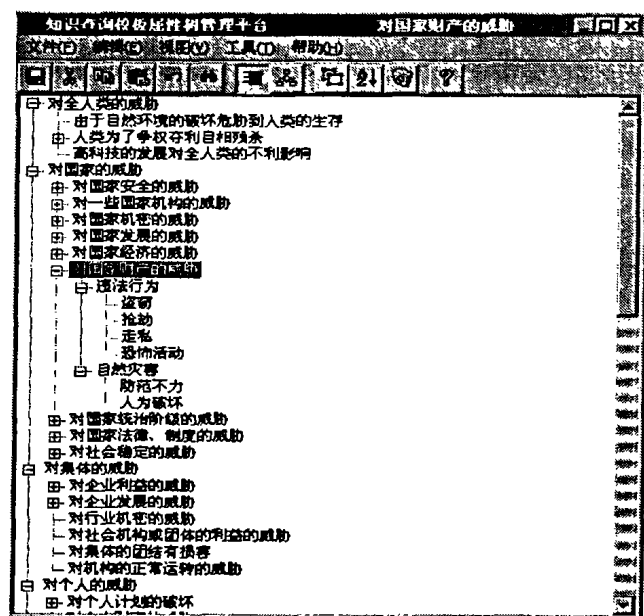 知识查询模板属性树管理平台 对国家财产的威胁
文件(F) 编辑(E) 视图(V) 工具(T) 帮助(H)
对全人类的威胁
由于自然环境的破坏危胁到人类的生存
人类为了争权夺利自相残杀
高科技的发展对全人类的不利影响
对国家的威胁
对国家安全的威胁
对一些国家机构的威胁
对国家机密的威胁
对国家发展的威胁
对国家经济的威胁
对国家财产的威胁
违法行为
盗窃
抢劫
走私
恐怖活动
自然灾害
防范不力
人为破坏
对国家统治阶级的威胁
对国家法律、制度的威胁
对社会稳定的威胁
对集体的威胁
对企业利益的威胁
对企业发展的威胁
对行业机密的威胁
对社会机构或团体的利益的威胁
对集体的团结有损害
对机构的正常运转的威胁
对个人的威胁
对个人计划的破坏